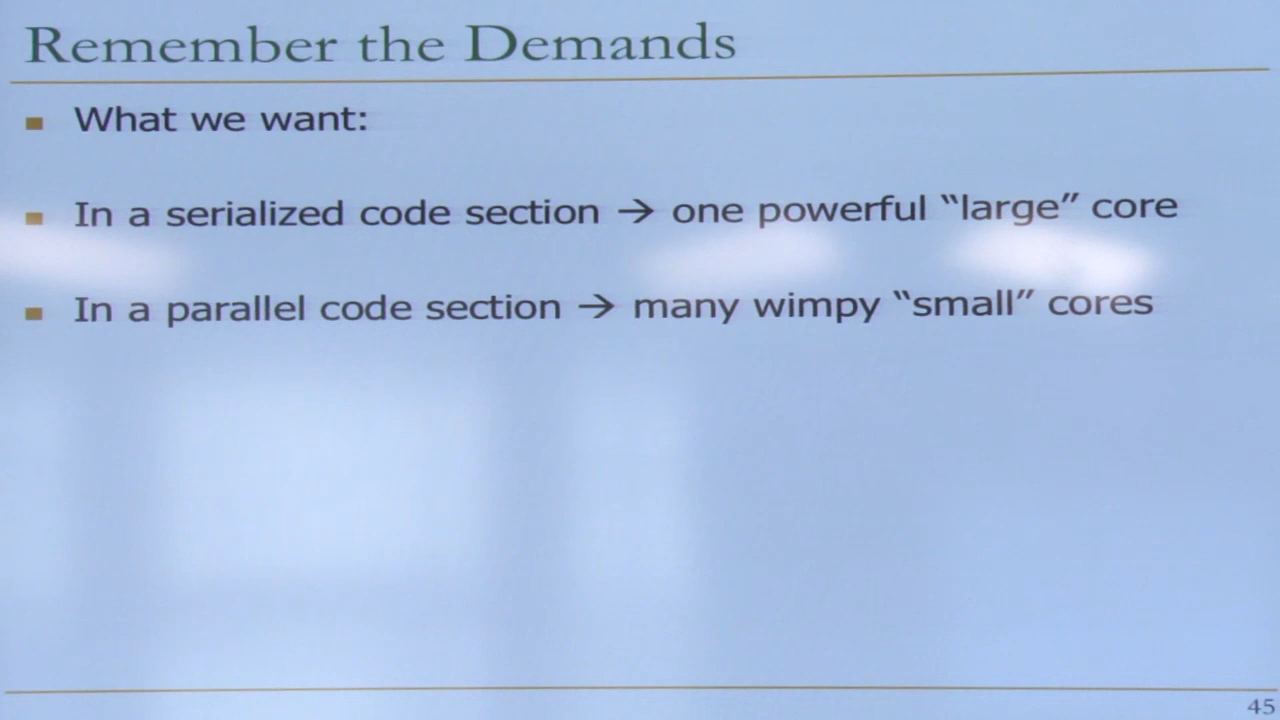 Remember the Demands
What we want:
In a serialized code section → one powerful “large” core
In a parallel code section → many wimpy “small” cores
45